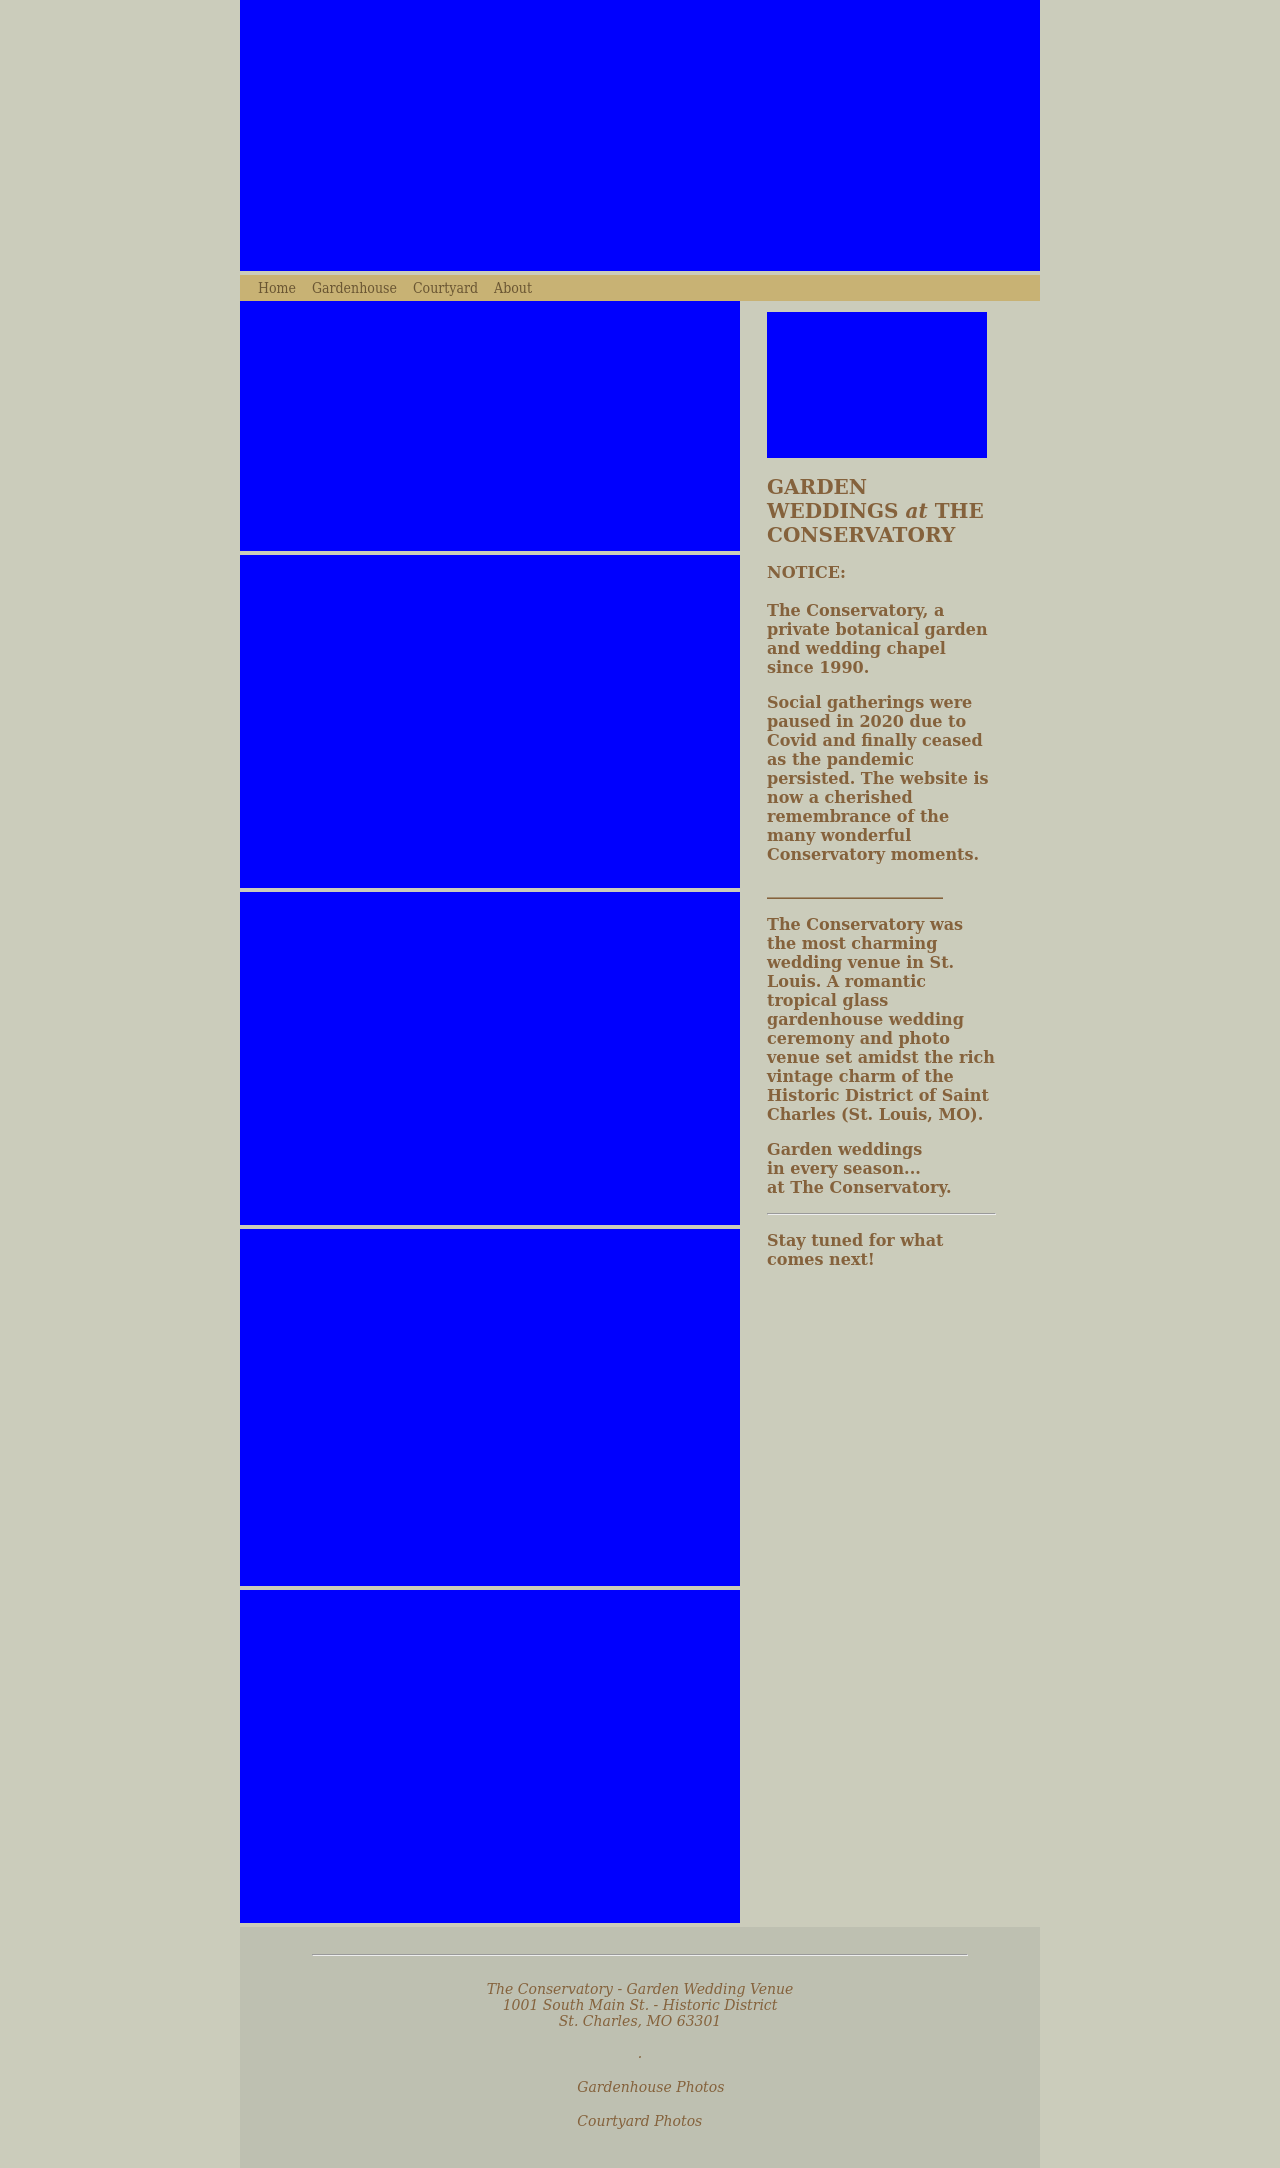 Home Gardenhouse Courtyard About
GARDEN
WEDDINGS at THE
CONSERVATORY
NOTICE:
The Conservatory, a
private botanical garden
and wedding chapel
since 1990.
Social gatherings were
paused in 2020 due to
Covid and finally ceased
as the pandemic
persisted. The website is
now a cherished
remembrance of the
many wonderful
Conservatory moments.
______________________
The Conservatory was
the most charming
wedding venue in St.
Louis. A romantic
tropical glass
gardenhouse wedding
ceremony and photo
venue set amidst the rich
vintage charm of the
Historic District of Saint
Charles (St. Louis, MO).
Garden weddings
in every season...
at The Conservatory.
Stay tuned for what
comes next!
The Conservatory - Garden Wedding Venue
1001 South Main St. - Historic District
St. Charles, MO 63301
.
Gardenhouse Photos
Courtyard Photos